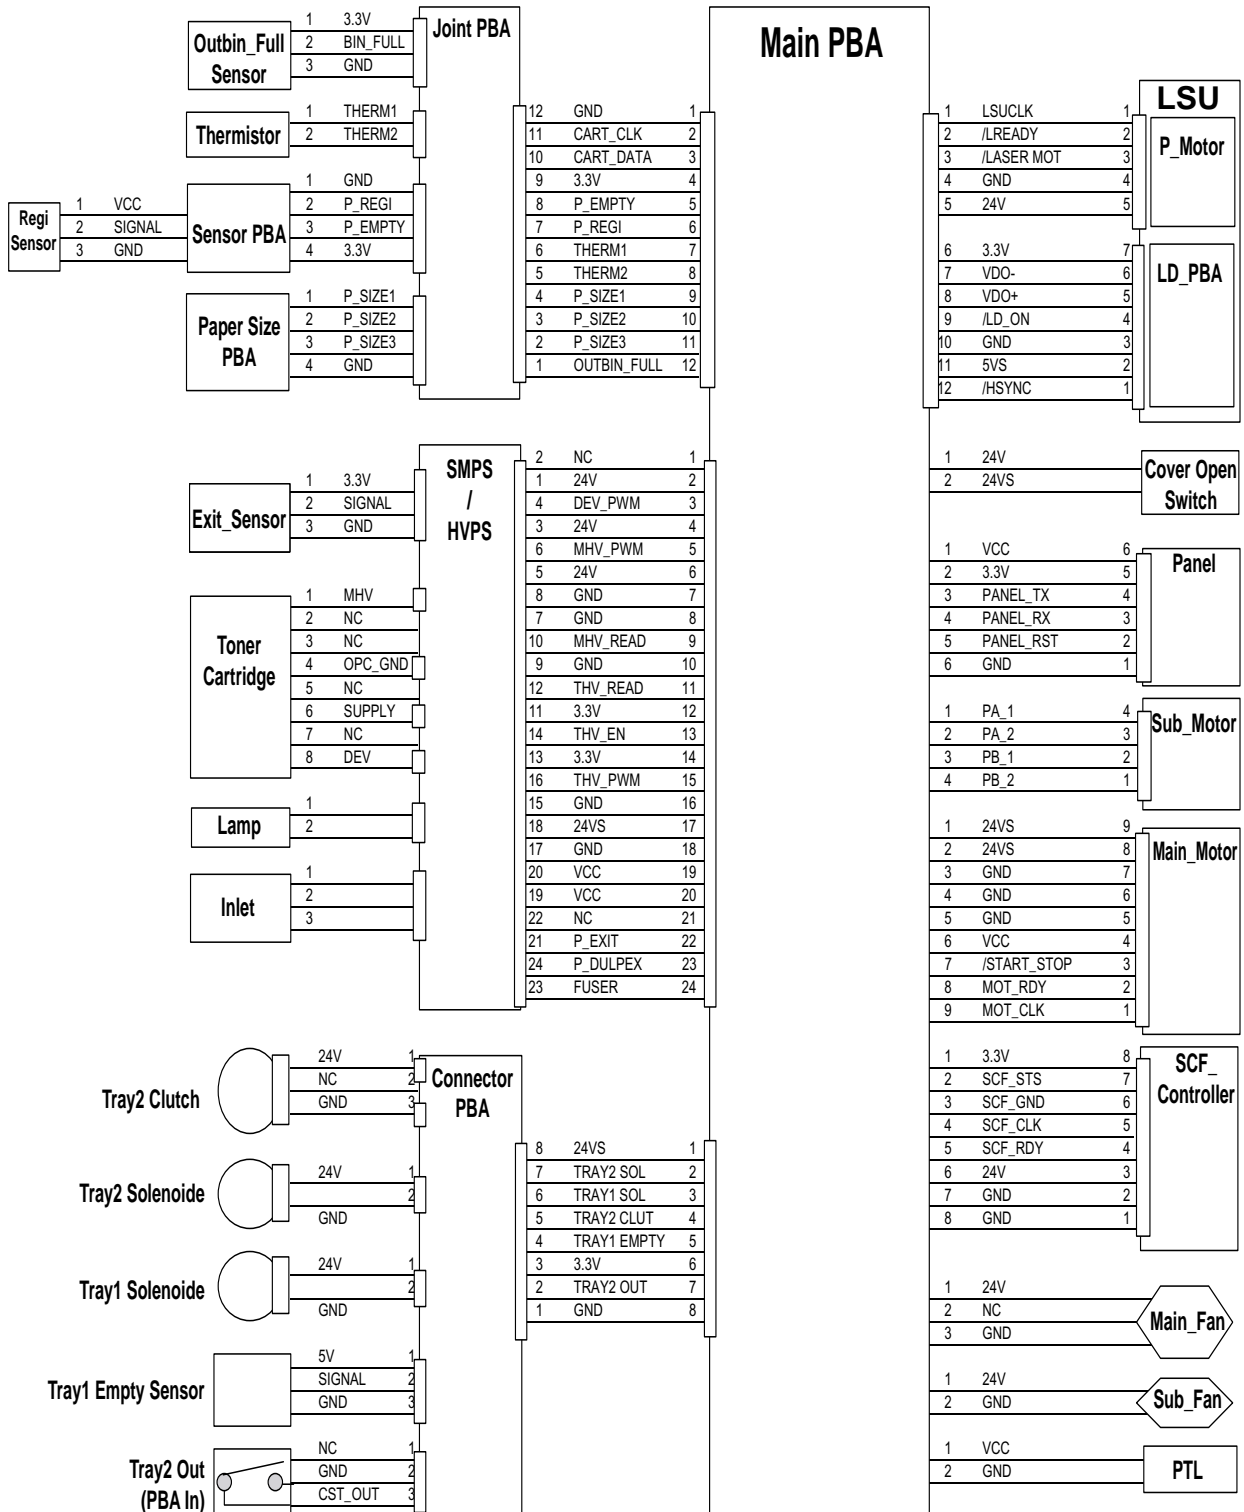 Main PBA
Joint PBA
Outbin_Full
Sensor
1 3.3V
2 BIN_FULL
3 GND
Thermistor
1 THERM1
2 THERM2
Regi
Sensor
1 VCC
2 SIGNAL
3 GND
Sensor PBA
1 GND
2 P_REGI
3 P_EMPTY
4 3.3V
Paper Size
PBA
1 P_SIZE1
2 P_SIZE2
3 P_SIZE3
4 GND
12 GND 1
11 CART_CLK 2
10 CART_DATA 3
9 3.3V 4
8 P_EMPTY 5
7 P_REGI 6
6 THERM1 7
5 THERM2 8
4 P_SIZE1 9
3 P_SIZE2 10
2 P_SIZE3 11
1 OUTBIN_FULL 12
LSU
P_Motor
1 LSUCLK 1
2 /LREADY 2
3 /LASER MOT 3
4 GND 4
5 24V 5
LD_PBA
6 3.3V 7
7 VDO- 6
8 VDO+ 5
9 /LD_ON 4
10 GND 3
11 5VS 2
12 /HSYNC 1
SMPS
/
HVPS
Exit_Sensor
1 3.3V
2 SIGNAL
3 GND
Toner
Cartridge
1 MHV
2 NC
3 NC
4 OPC_GND
5 NC
6 SUPPLY
7 NC
8 DEV
Lamp
1
2
Inlet
1
2
3
2 NC 1
1 24V 2
4 DEV_PWM 3
3 24V 4
6 MHV_PWM 5
5 24V 6
8 GND 7
7 GND 8
10 MHV_READ 9
9 GND 10
12 THV_READ 11
11 3.3V 12
14 THV_EN 13
13 3.3V 14
16 THV_PWM 15
15 GND 16
18 24VS 17
17 GND 18
20 VCC 19
19 VCC 20
22 NC 21
21 P_EXIT 22
24 P_DULPEX 23
23 FUSER 24
Cover Open
Switch
1 24V
2 24VS
Panel
1 VCC 6
2 3.3V 5
3 PANEL_TX 4
4 PANEL_RX 3
5 PANEL_RST 2
6 GND 1
Sub_Motor
1 PA_1 4
2 PA_2 3
3 PB_1 2
4 PB_2 1
Main_Motor
1 24VS 9
2 24VS 8
3 GND 7
4 GND 6
5 GND 5
6 VCC 4
7 /START_STOP 3
8 MOT_RDY 2
9 MOT_CLK 1
Connector
PBA
Tray2 Clutch
24V 1
NC 2
GND 3
Tray2 Solenoide
24V 1
2
GND
Tray1 Solenoide
24V 1
2
GND
Tray1 Empty Sensor
5V 1
SIGNAL 2
GND 3
Tray2 Out
(PBA In)
NC 1
GND 2
CST_OUT 3
8 24VS 1
7 TRAY2 SOL 2
6 TRAY1 SOL 3
5 TRAY2 CLUT 4
4 TRAY1 EMPTY 5
3 3.3V 6
2 TRAY2 OUT 7
1 GND 8
SCF_
Controller
1 3.3V 8
2 SCF_STS 7
3 SCF_GND 6
4 SCF_CLK 5
5 SCF_RDY 4
6 24V 3
7 GND 2
8 GND 1
Main_Fan
1 24V
2 NC
3 GND
Sub_Fan
1 24V
2 GND
PTL
1 VCC
2 GND